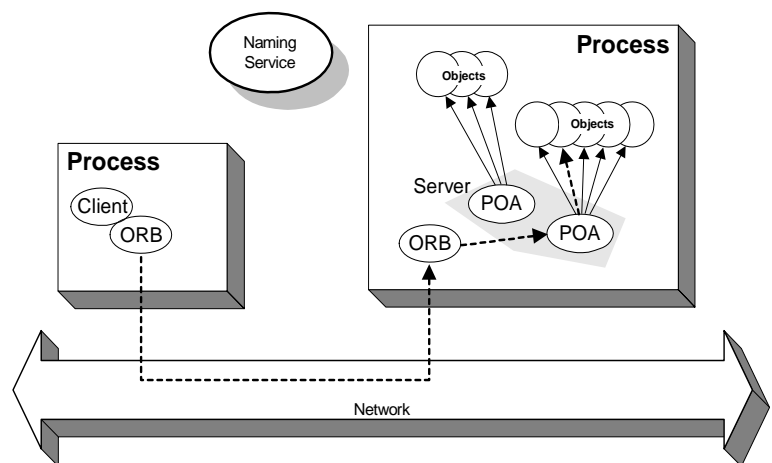 Naming
Service
Process
Objects
Objects
Process
Client
ORB
Server
POA
POA
ORB
Network